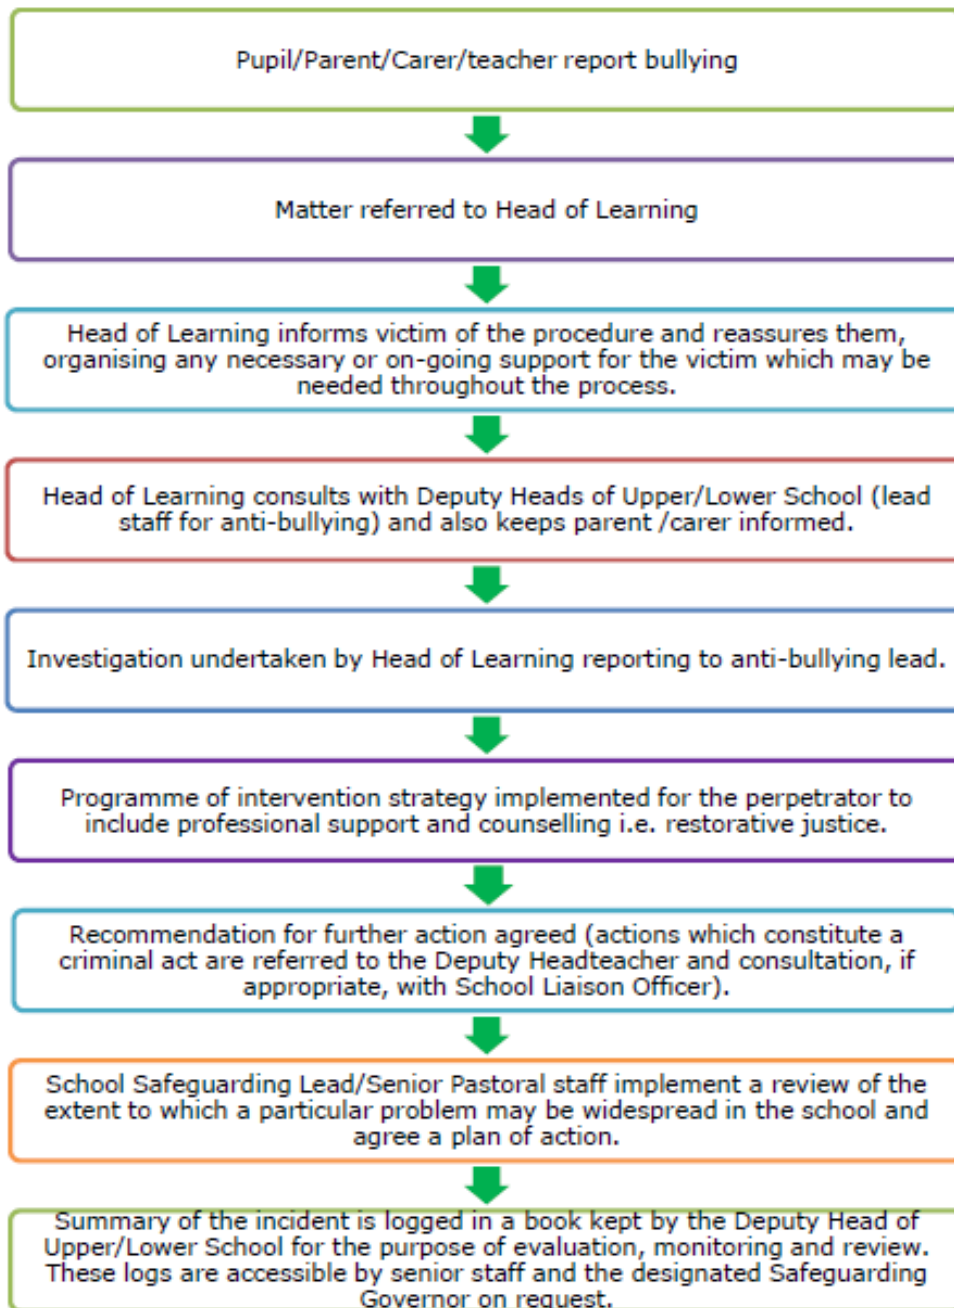 Pupil/Parent/Carer/teacher report bullying
Matter referred to Head of Learning
Head of Learning informs victim of the procedure and reassures them,
organising any necessary or on-going support for the victim which may be
needed throughout the process.
Head of Learning consults with Deputy Heads of Upper/Lower School (lead
staff for anti-bullying) and also keeps parent /carer informed.
Investigation undertaken by Head of Learning reporting to anti-bullying lead.
Programme of intervention strategy implemented for the perpetrator to
include professional support and counselling i.e. restorative justice.
Recommendation for further action agreed (actions which constitute a
criminal act are referred to the Deputy Headteacher and consultation, if
appropriate, with School Liaison Officer).
School Safeguarding Lead/Senior Pastoral staff implement a review of the
extent to which a particular problem may be widespread in the school and
agree a plan of action.
Summary of the incident is logged in a book kept by the Deputy Head of
Upper/Lower School for the purpose of evaluation, monitoring and review.
These logs are accessible by senior staff and the designated Safeguarding
Governor on request.